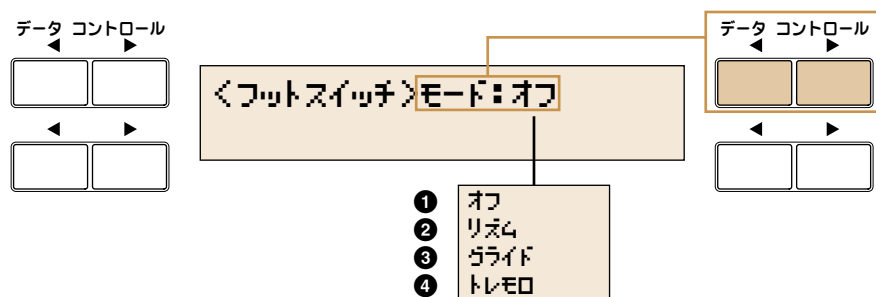 データ コントロール
◀ ▶
◀ ▶
<フットスイッチ>モード:オフ
データ コントロール
◀ ▶
◀ ▶
❶ オフ
❷ リズム
❸ グライド
❹ トレモロ